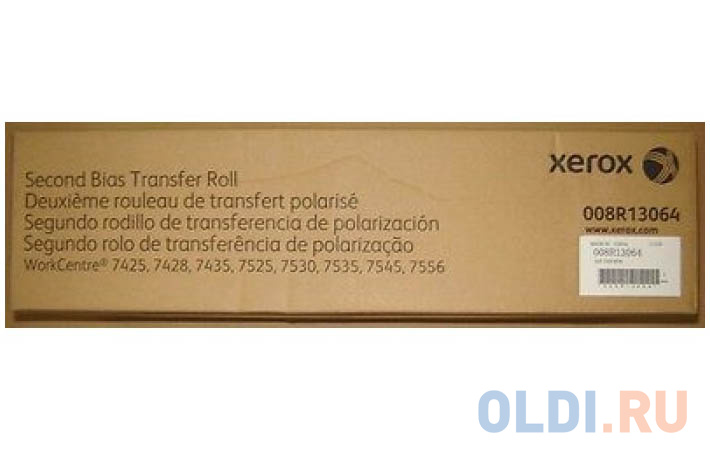 Second Bias Transfer Roll
Deuxième rouleau de transfert polarisé
Segundo rodillo de transferencia de polarización
Segundo rolo de transferência de polarização
WorkCentre® 7425, 7428, 7435, 7525, 7530, 7535, 7545, 7556
xerox
008R13064
www.xerox.com
008R13064
OLDI.RU